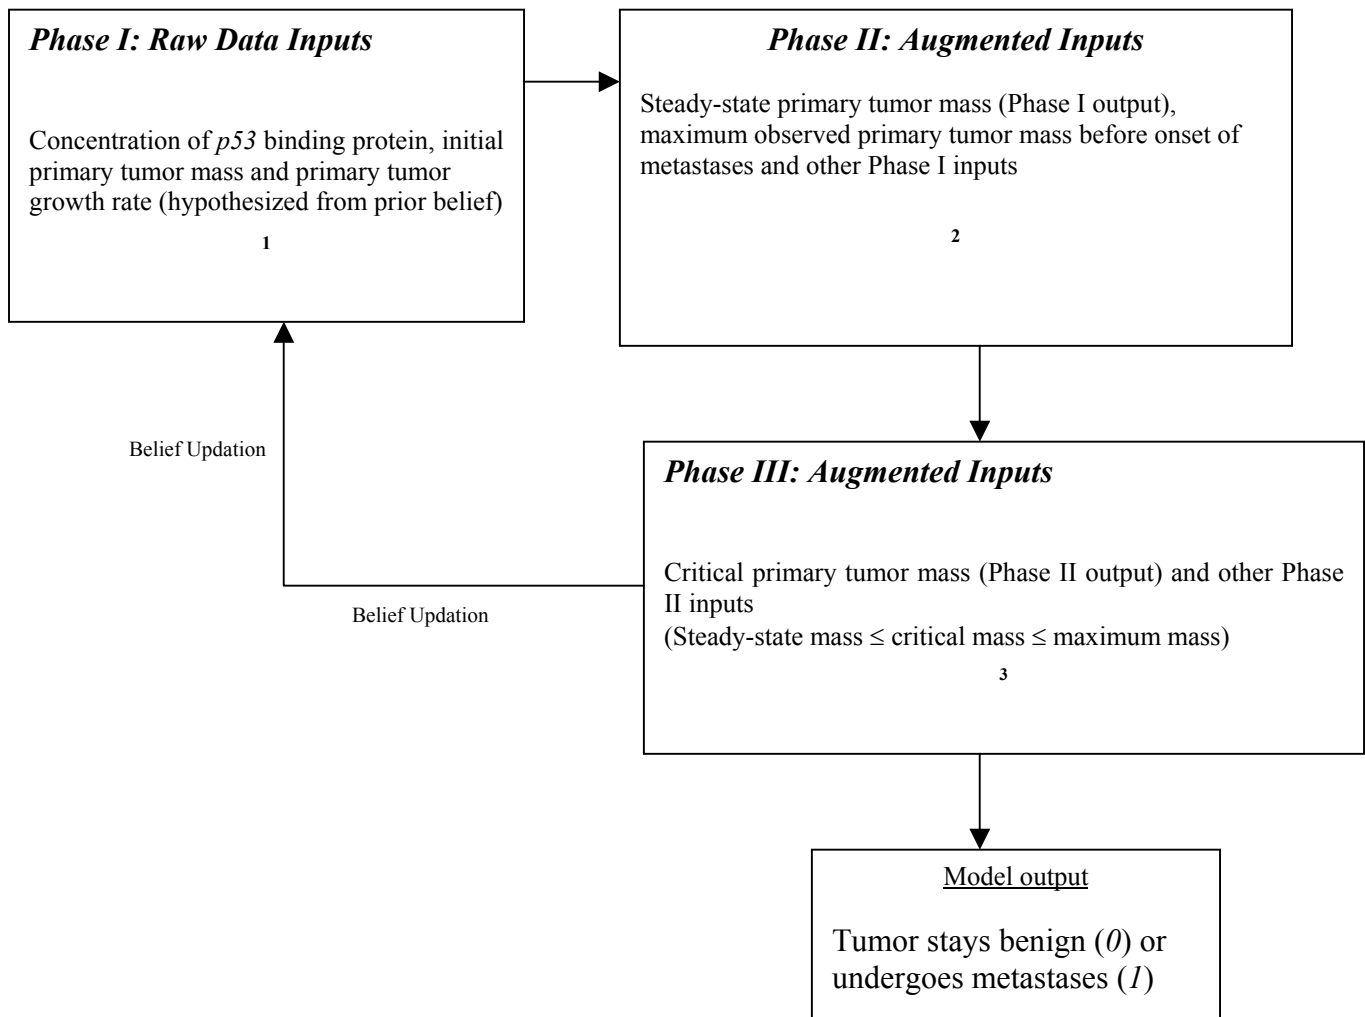 Phase I: Raw Data Inputs
Concentration of p53 binding protein, initial
primary tumor mass and primary tumor
growth rate (hypothesized from prior belief)
1
Phase II: Augmented Inputs
Steady-state primary tumor mass (Phase I output),
maximum observed primary tumor mass before onset of
metastases and other Phase I inputs
2
Belief Updation
Belief Updation
Phase III: Augmented Inputs
Critical primary tumor mass (Phase II output) and other Phase
II inputs
(Steady-state mass ≤ critical mass ≤ maximum mass)
3
Model output
Tumor stays benign (0) or
undergoes metastases (1)